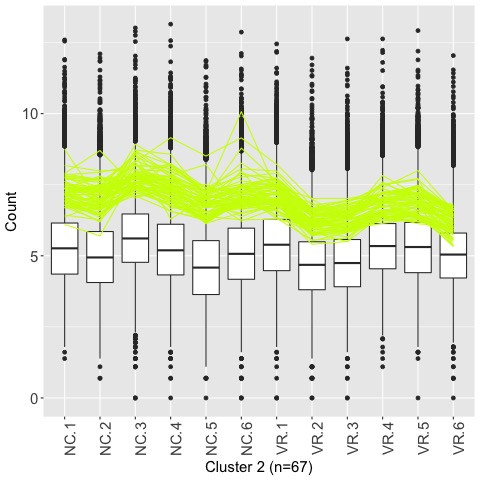 10
5
0
Count
NC.1
NC.2
NC.3
NC.4
NC.5
NC.6
VR.1
VR.2
VR.3
VR.4
VR.5
VR.6
Cluster 2 (n=67)